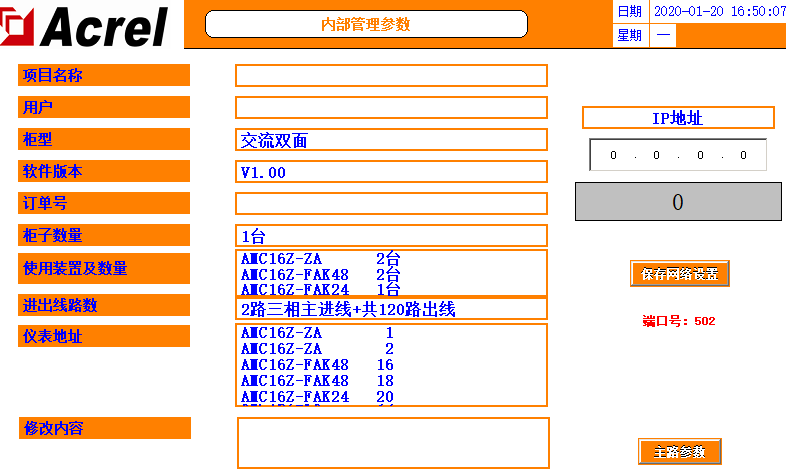 Acrel
内部管理参数
日期 2020-01-20 16:50:07
星期 一
项目名称
用户
柜型 交流双面
软件版本 V1.00
订单号
柜子数量 1台
使用装置及数量
AMC16Z-ZA 2台
AMC16Z-FAK48 2台
AMC16Z-FAK24 1台
进出线路数 2路三相主进线+共120路出线
仪表地址
AMC16Z-ZA 1
AMC16Z-ZA 2
AMC16Z-FAK48 16
AMC16Z-FAK48 18
AMC16Z-FAK24 20
修改内容
IP地址
0 . 0 . 0 . 0
0
保存网络设置
端口号：502
主路参数